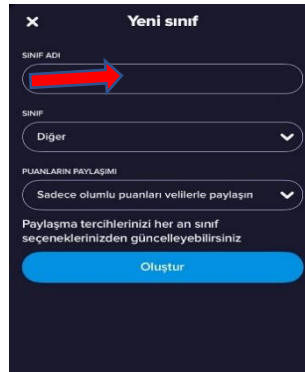 Yeni sınıf
SINIF ADI
SINIF
Diğer
PUANLARIN PAYLAŞIMI
Sadece olumlu puanları velilerle paylaşın
Paylaşma tercihlerinizi her an sınıf
seçeneklerinizden güncelleyebilirsiniz
Oluştur